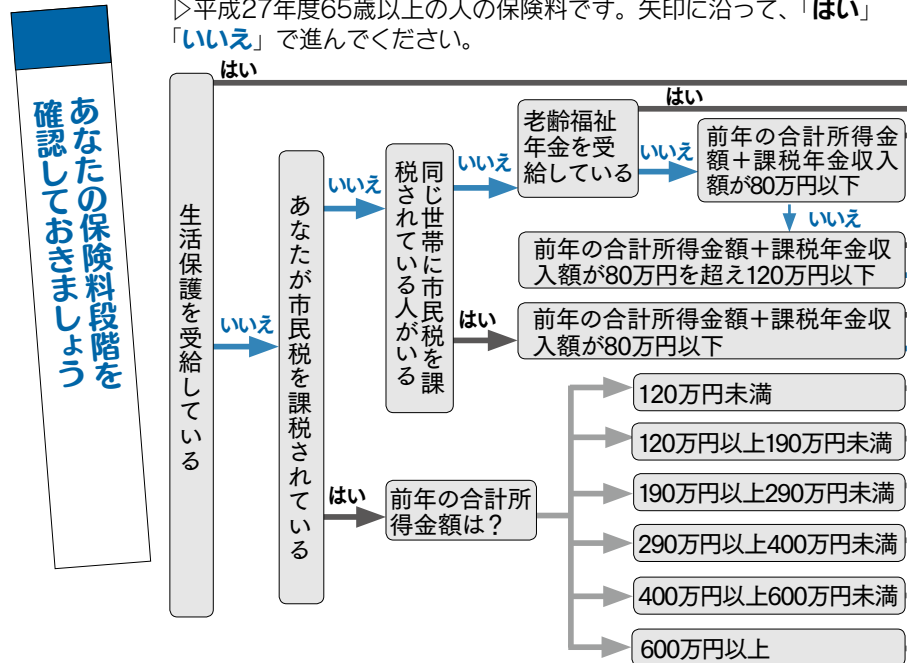 ▷平成27年度65歳以上の人の保険料です。矢印に沿って、「はい」
「いいえ」で進んでください。
あなたの保険料段階を
確認しておきましょう
生活保護を受給している
はい
いいえ
あなたが市民税を課税されている
いいえ
はい
同じ世帯に市民税を課
税されている人がいる
いいえ
はい
老齢福祉
年金を受
給している
はい
いいえ
前年の合計所得金
額＋課税年金収入
額が80万円以下
いいえ
前年の合計所得金額＋課税年金収
入額が80万円を超え120万円以下
前年の合計所得金額＋課税年金収
入額が80万円以下
前年の合計所
得金額は？
120万円未満
120万円以上190万円未満
190万円以上290万円未満
290万円以上400万円未満
400万円以上600万円未満
600万円以上